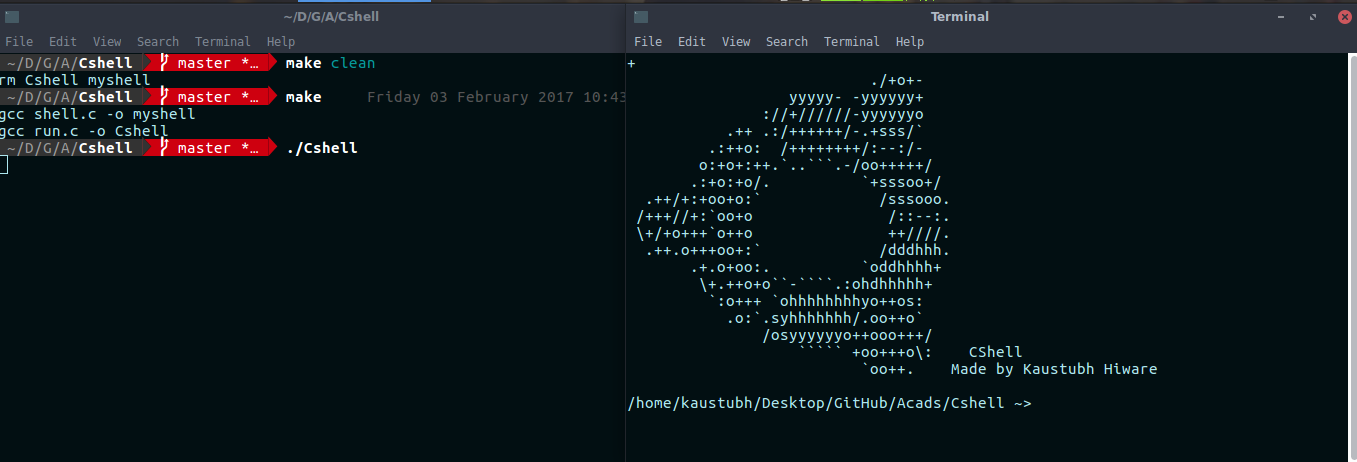 ~/D/G/A/Cshell
File Edit View Search Terminal Help
~/D/G/A/Cshell master *… make clean
rm Cshell myshell
~/D/G/A/Cshell master *… make Friday 03 February 2017 10:43
gcc shell.c -o myshell
gcc run.c -o Cshell
~/D/G/A/Cshell master *… ./Cshell
Terminal
File Edit View Search Terminal Help
+
                           ./+o+-
                  yyyyy- -yyyyyy+
               ://+//////-yyyyyyo
           .++ .:/++++++/-.+sss/`
         .:++o:  /++++++++/:--:/-
        o:+o+:++.`..```.-/oo+++++/
       .:+o:+o/.          `+sssoo+/
  .++/+:+oo+o:`             /sssooo.
 /+++//+:`oo+o               /::--:.
 \+/+o+++`o++o               ++////.
  .++.o+++oo+:`             /dddhhh.
       .+.o+oo:.          `oddhhhh+
        \+.++o+o``-````.:ohdhhhhh+
         `:o+++ `ohhhhhhhhyo++os:
           .o:`.syhhhhhhh/.oo++o`
               /osyyyyyyo++ooo+++/
                   ````` +oo+++o\:    CShell
                          `oo++.    Made by Kaustubh Hiware
/home/kaustubh/Desktop/GitHub/Acads/Cshell ~>